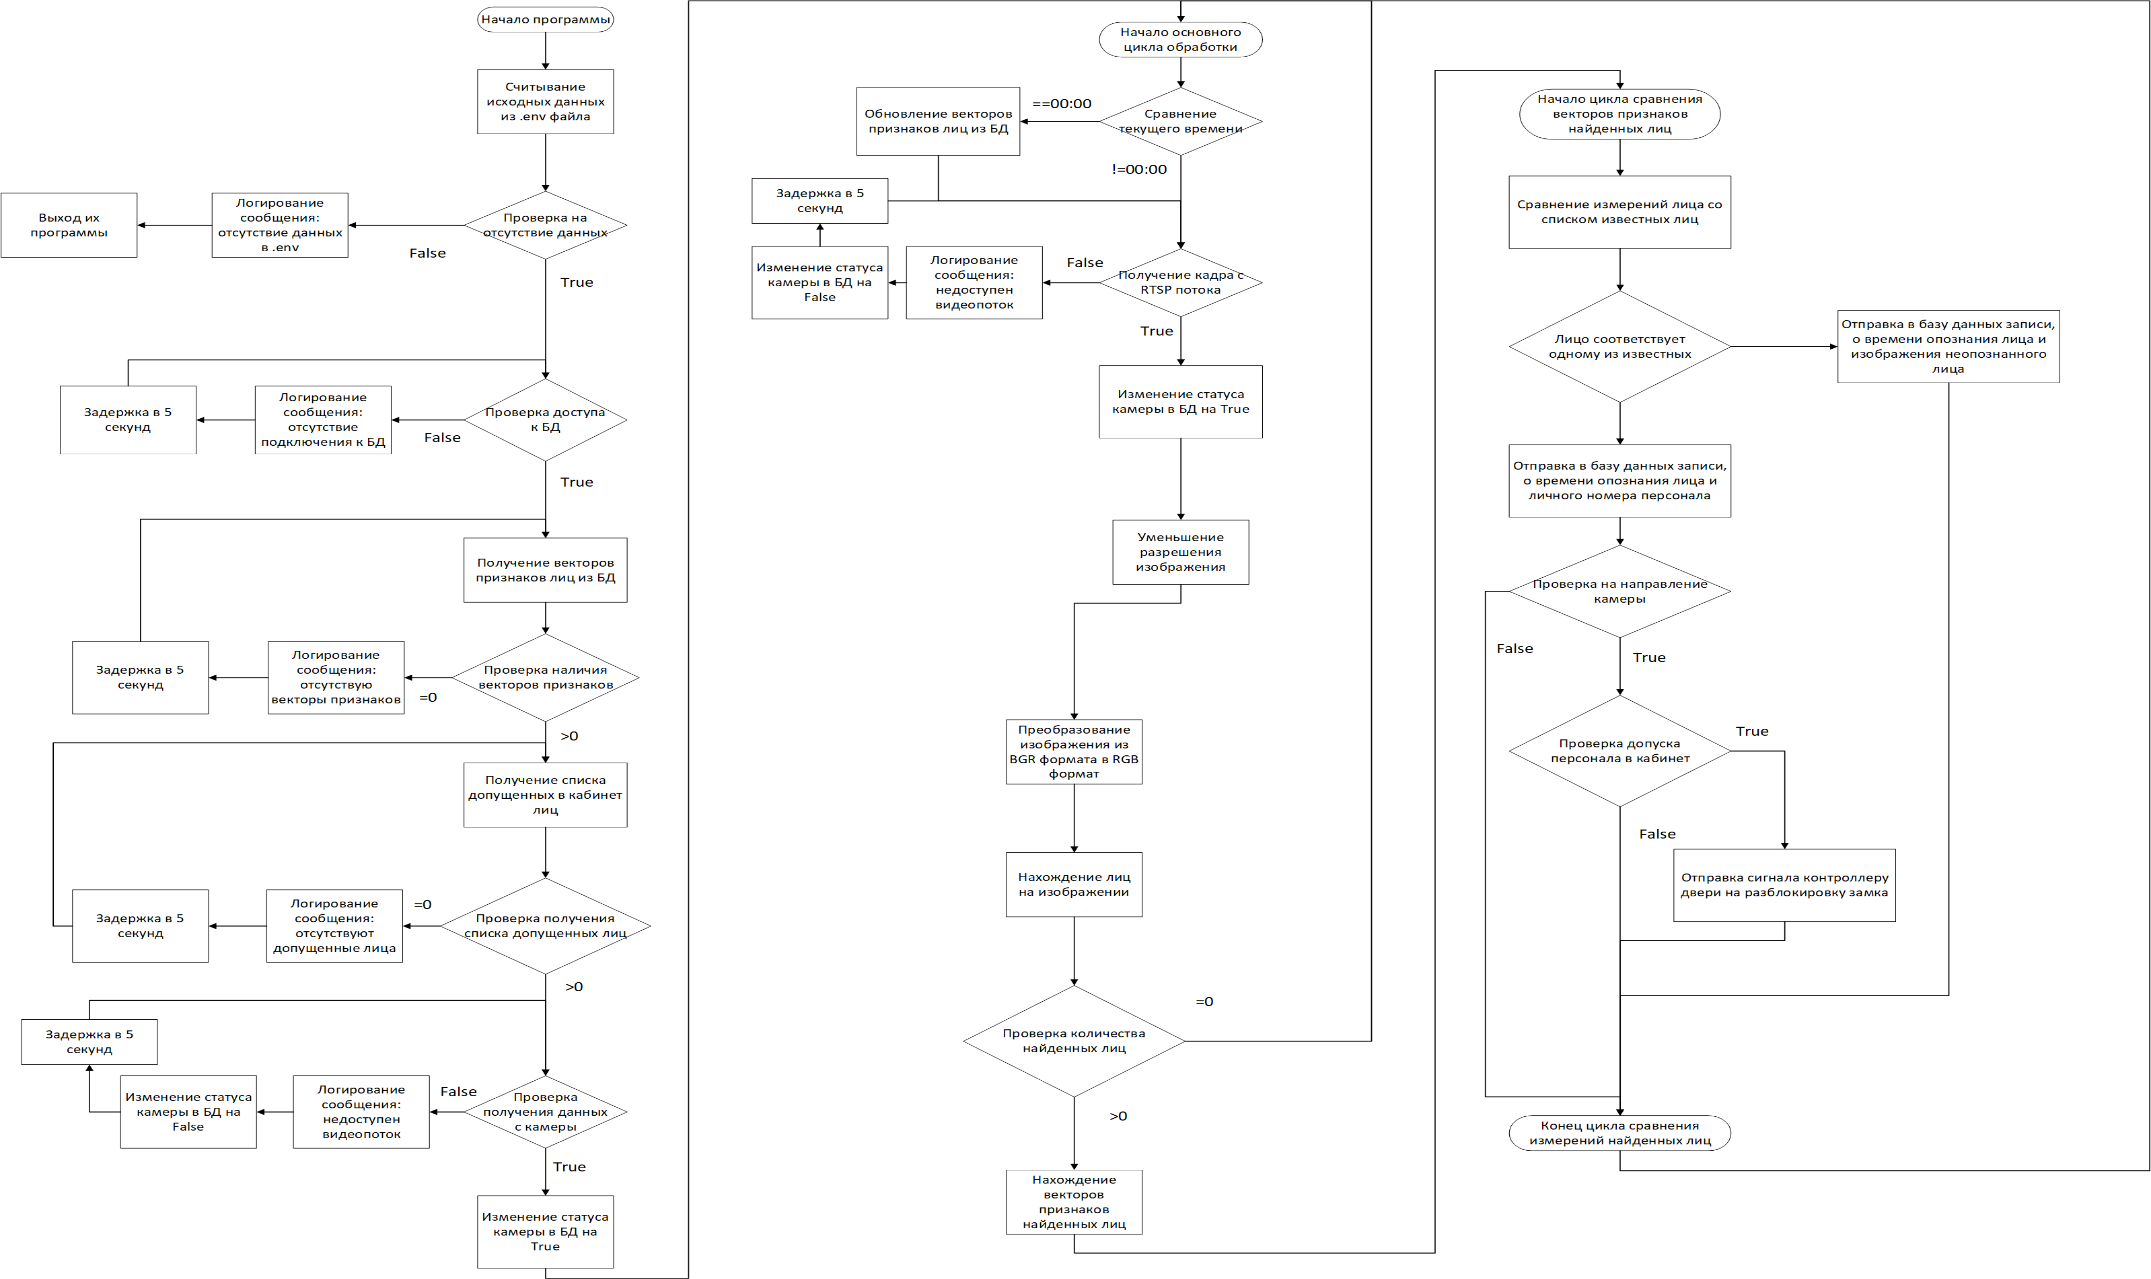 Начало программы
Считывание
исходных данных
из .env файла
Проверка на
отсутствие данных
False
Логирование
сообщения:
отсутствие данных
в .env
Выход их
программы
True
Проверка доступа
к БД
False
Логирование
сообщения:
отсутствие
подключения к БД
Задержка в 5
секунд
True
Получение векторов
признаков лиц из БД
Проверка наличия
векторов признаков
=0
Логирование
сообщения:
отсутствую
векторы признаков
Задержка в 5
секунд
>0
Получение списка
допущенных в кабинет
лиц
Проверка получения
списка допущенных лиц
=0
Логирование
сообщения:
отсутствуют
допущенные лица
Задержка в 5
секунд
>0
Проверка
получения данных
с камеры
False
Логирование
сообщения:
недоступен
видеопоток
Изменение статуса
камеры в БД на
False
Задержка в 5
секунд
True
Изменение статуса
камеры в БД на
True
Начало основного
цикла обработки
Сравнение
текущего времени
==00:00
Обновление векторов
признаков лиц из БД
!=00:00
Получение кадра с
RTSP потока
False
Логирование
сообщения:
недоступен
видеопоток
Изменение статуса
камеры в БД на
False
Задержка в 5
секунд
True
Изменение статуса
камеры в БД на True
Уменьшение
разрешения
изображения
Преобразование
изображения из
BGR формата в RGB
формат
Нахождение лиц
на изображении
Проверка количества
найденных лиц
=0
>0
Нахождение
векторов
признаков
найденных лиц
Начало цикла сравнения
векторов признаков
найденных лиц
Сравнение измерений лица со
списком известных лиц
Лицо соответствует
одному из известных
Отправка в базу данных записи,
о времени опознания лица и
изображения неопознанного
лица
Отправка в базу данных записи,
о времени опознания лица и
личного номера персонала
Проверка на направление
камеры
False
True
Проверка допуска
персонала в кабинет
True
False
Отправка сигнала контроллеру
двери на разблокировку замка
Конец цикла сравнения
измерений найденных лиц